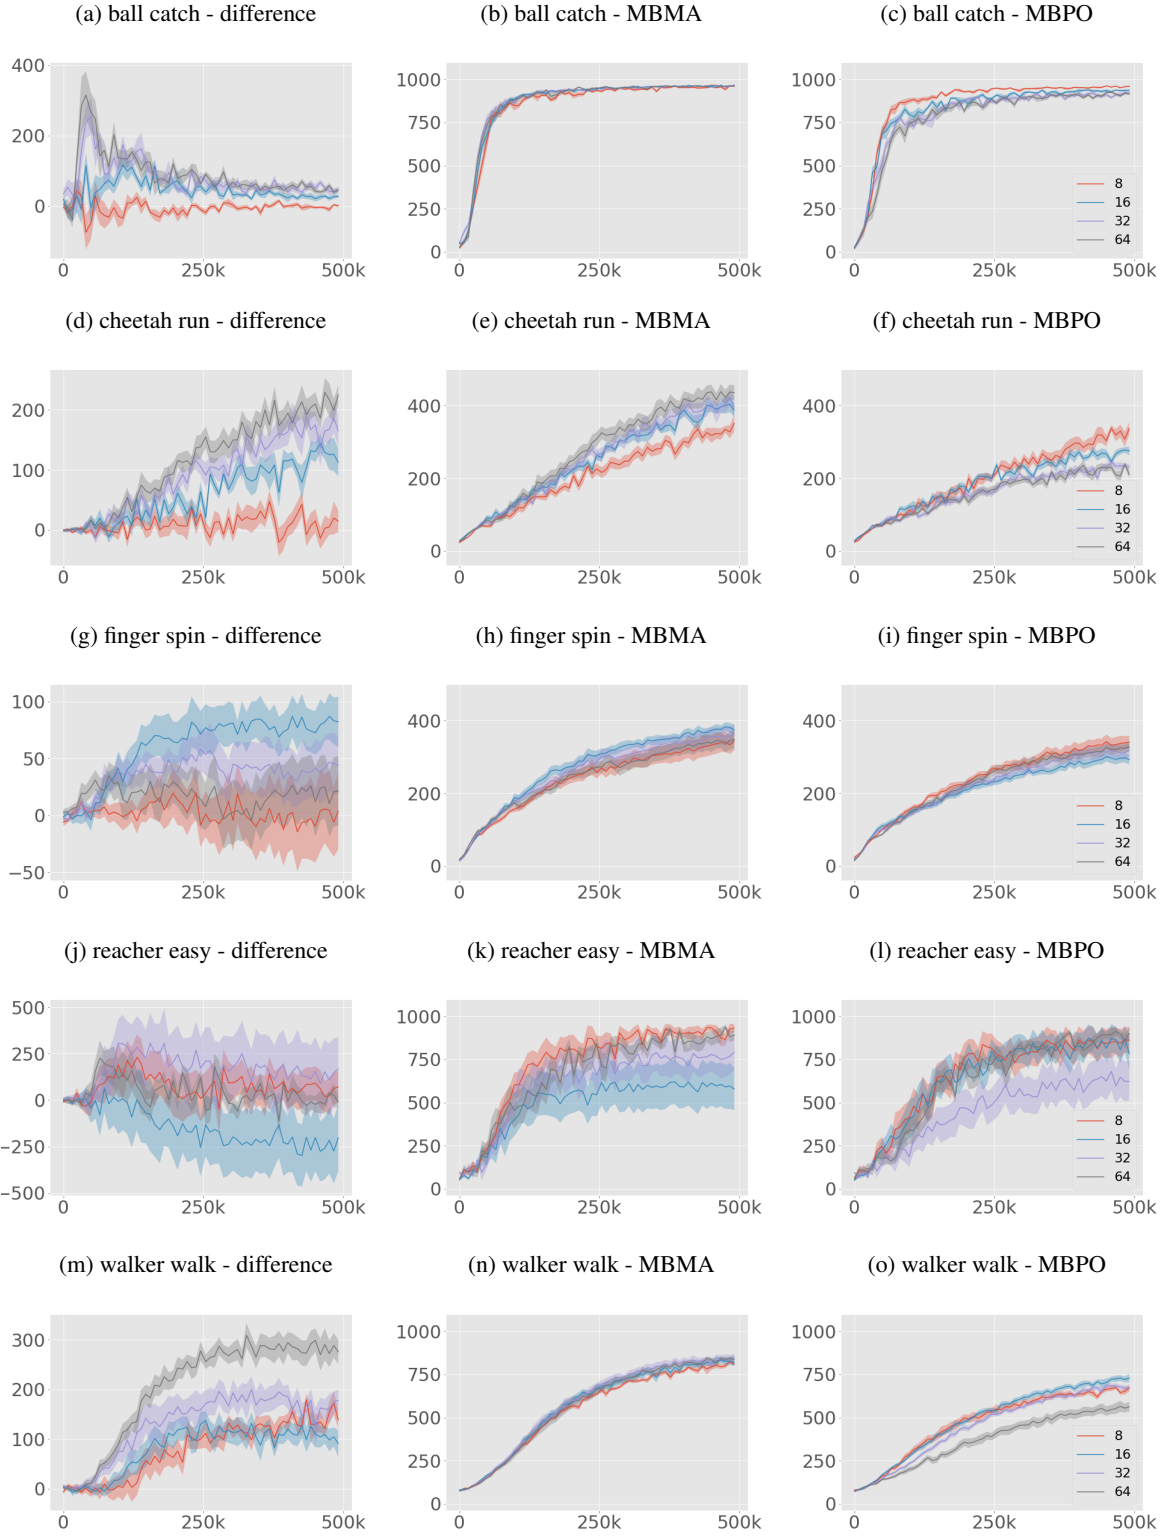 (a) ball catch - difference
(b) ball catch - MBMA
(c) ball catch - MBPO
400
200
0
0
250k
500k
1000
750
500
250
0
0
250k
500k
1000
750
500
250
0
0
250k
500k
8
16
32
64
(d) cheetah run - difference
(e) cheetah run - MBMA
(f) cheetah run - MBPO
200
100
0
0
250k
500k
400
200
0
0
250k
500k
400
200
0
0
250k
500k
8
16
32
64
(g) finger spin - difference
(h) finger spin - MBMA
(i) finger spin - MBPO
100
50
0
−50
0
250k
500k
400
200
0
0
250k
500k
400
200
0
0
250k
500k
8
16
32
64
(j) reacher easy - difference
(k) reacher easy - MBMA
(l) reacher easy - MBPO
500
250
0
−250
−500
0
250k
500k
1000
750
500
250
0
0
250k
500k
1000
750
500
250
0
0
250k
500k
8
16
32
64
(m) walker walk - difference
(n) walker walk - MBMA
(o) walker walk - MBPO
300
200
100
0
0
250k
500k
1000
750
500
250
0
0
250k
500k
1000
750
500
250
0
0
250k
500k
8
16
32
64